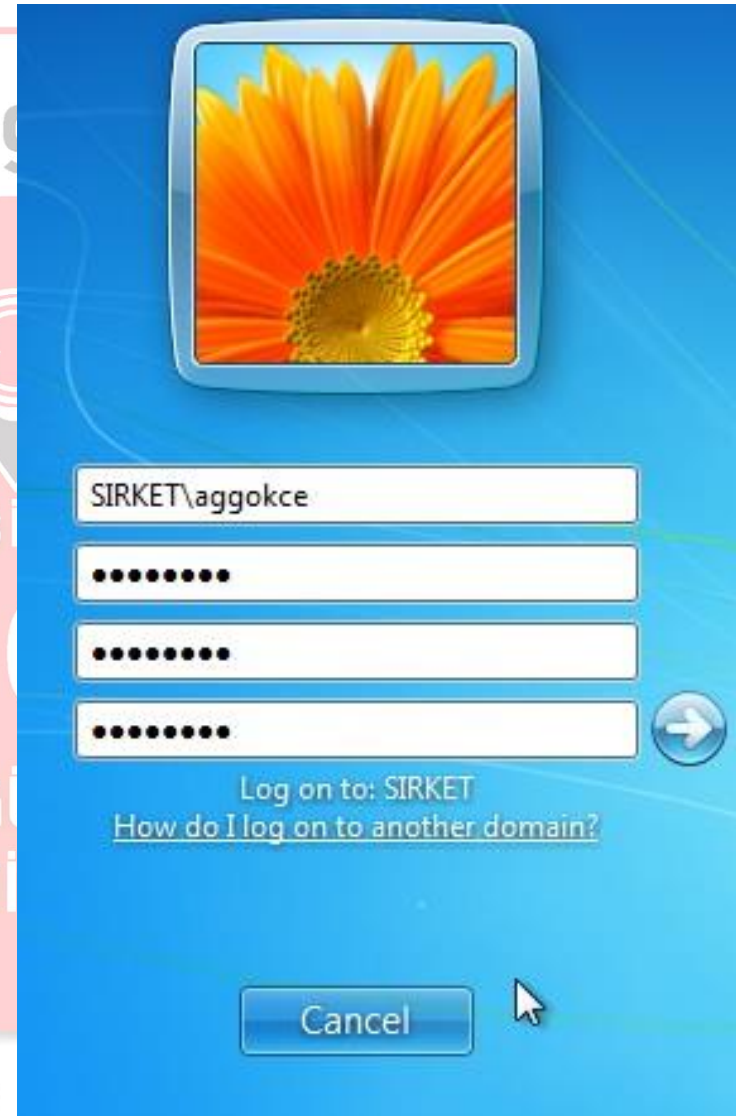 SIRKET\aggokce
••••••••
••••••••
••••••••
Log on to: SIRKET
How do I log on to another domain?
Cancel